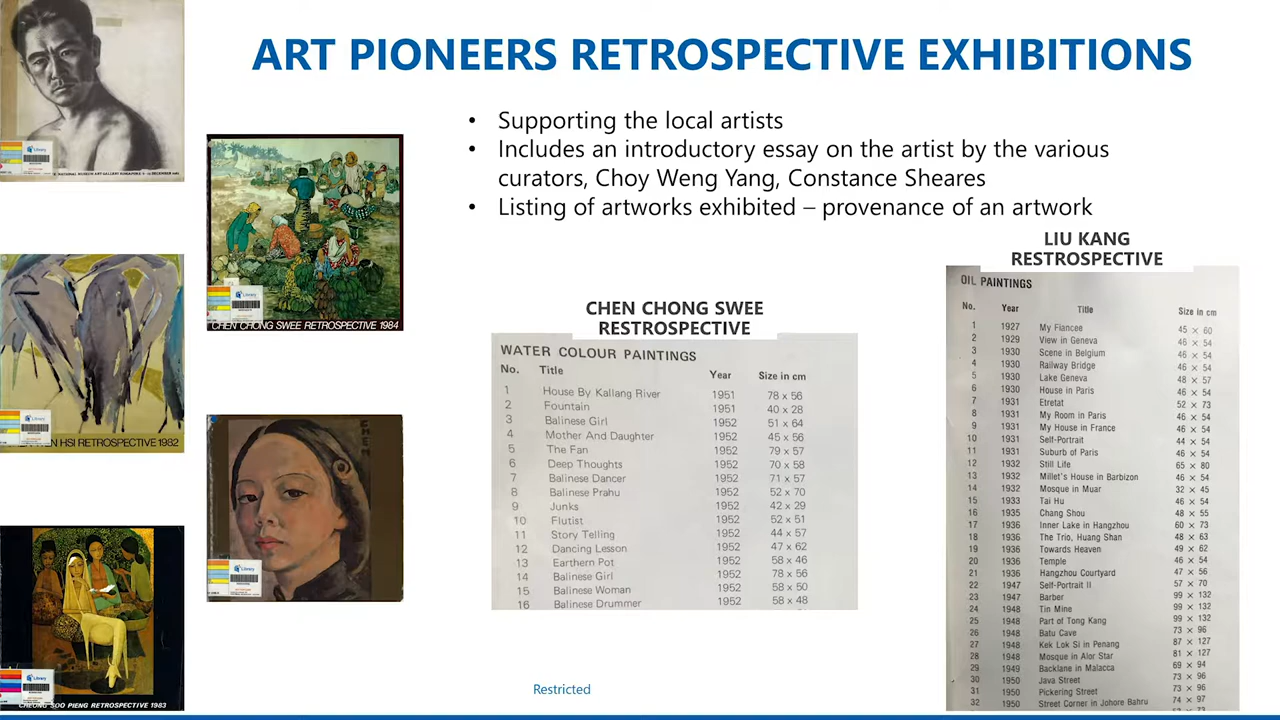 ART PIONEERS RETROSPECTIVE EXHIBITIONS
• Supporting the local artists
• Includes an introductory essay on the artist by the various
curators, Choy Weng Yang, Constance Sheares
• Listing of artworks exhibited – provenance of an artwork
NATIONAL MUSEUM ART GALLERY SINGAPORE
Library
Library
CHEN CHONG SWEE RETROSPECTIVE 1984
Library
HSI RETROSPECTIVE 1982
CHEN
Library
Library
CHEONG SOO PIENG RETROSPECTIVE 1983
CHEN CHONG SWEE
RESTROSPECTIVE
WATER COLOUR PAINTINGS
No. Title Year Size in cm
1 House By Kallang River 1951 78 x 56
2 Fountain 1951 40 x 28
3 Balinese Girl 1952 51 x 64
4 Mother And Daughter 1952 45 x 56
5 The Fan 1952 79 x 57
6 Deep Thoughts 1952 70 x 58
7 Balinese Dancer 1952 71 x 57
8 Balinese Prahu 1952 52 x 70
9 Junks 1952 42 x 29
10 Flutist 1952 52 x 51
11 Story Telling 1952 44 x 57
12 Dancing Lesson 1952 47 x 62
13 Earthern Pot 1952 58 x 46
14 Balinese Girl 1952 78 x 56
15 Balinese Woman 1952 58 x 50
16 Balinese Drummer 1952 58 x 48
LIU KANG
RESTROSPECTIVE
OIL PAINTINGS
No. Year Title Size in cm
1 1927 My Fiancee 45 × 60
2 1929 View in Geneva 46 × 54
3 1930 Scene in Belgium 46 × 54
4 1930 Railway Bridge 46 × 54
5 1930 Lake Geneva 48 × 57
6 1930 House in Paris 46 × 54
7 1931 Etretat 52 × 73
8 1931 My Room in Paris 46 × 54
9 1931 My House in France 46 × 54
10 1931 Self-Portrait 44 × 54
11 1931 Suburb of Paris 46 × 54
12 1932 Still Life 65 × 80
13 1932 Millet's House in Barbizon 46 × 54
14 1932 Mosque in Muar 32 × 45
15 1933 Tai Hu 46 × 54
16 1935 Chang Shou 48 × 55
17 1936 Inner Lake in Hangzhou 60 × 73
18 1936 The Trio, Huang Shan 48 × 63
19 1936 Towards Heaven 49 × 62
20 1936 Temple 46 × 54
21 1936 Hangzhou Courtyard 47 × 56
22 1947 Self-Portrait II 57 × 70
23 1947 Barber 99 × 132
24 1948 Tin Mine 99 × 132
25 1948 Part of Tong Kang 99 × 132
26 1948 Batu Cave 73 × 96
27 1948 Kek Lok Si in Penang 87 × 127
28 1948 Mosque in Alor Star 81 × 127
29 1949 Backlane in Malacca 69 × 94
30 1950 Java Street 73 × 96
31 1950 Pickering Street 73 × 96
32 1950 Street Corner in Johore Bahru 74 × 97
Restricted